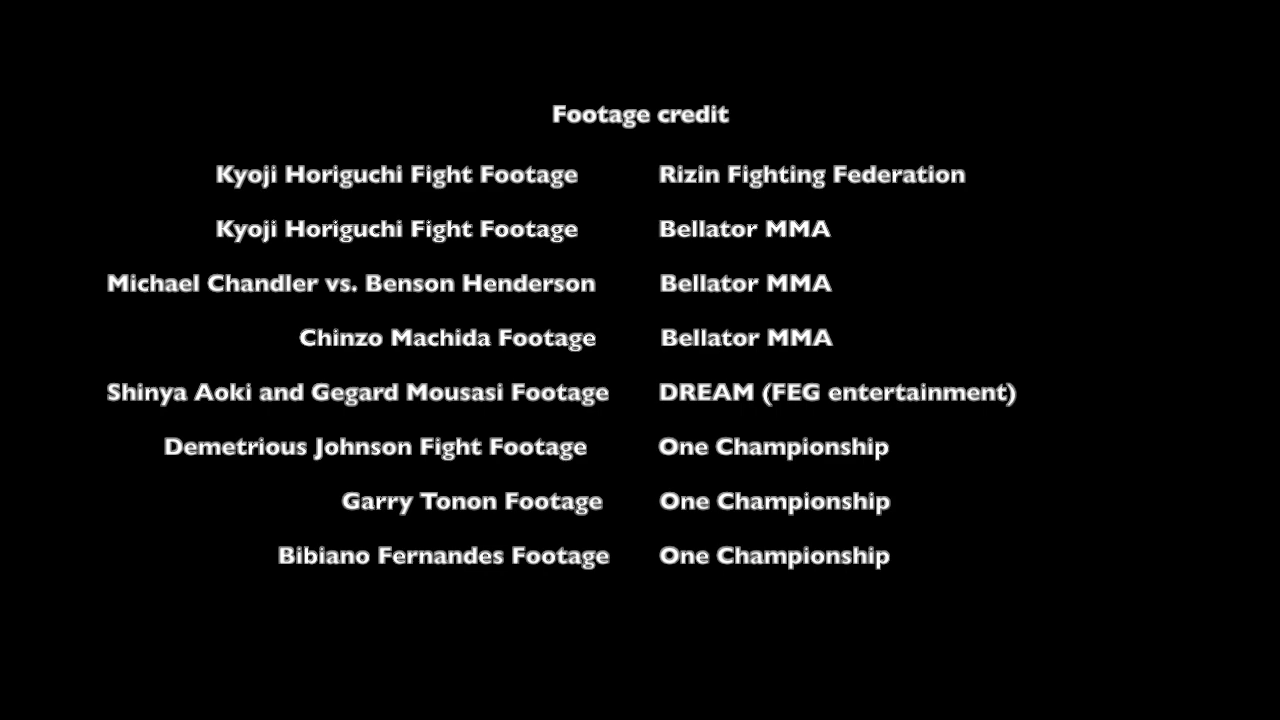 Footage credit
Kyoji Horiguchi Fight Footage Rizin Fighting Federation
Kyoji Horiguchi Fight Footage Bellator MMA
Michael Chandler vs. Benson Henderson Bellator MMA
Chinzo Machida Footage Bellator MMA
Shinya Aoki and Gegard Mousasi Footage DREAM (FEG entertainment)
Demetrious Johnson Fight Footage One Championship
Garry Tonon Footage One Championship
Bibiano Fernandes Footage One Championship